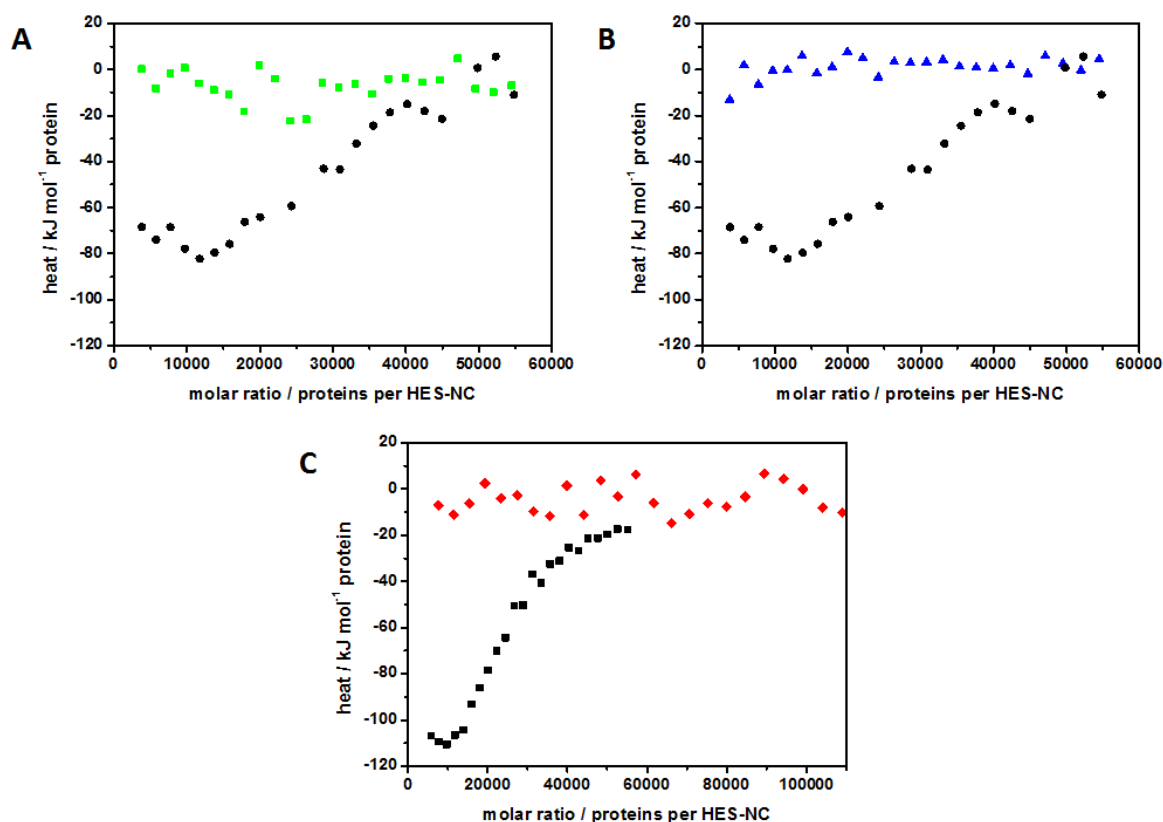 A
20
0
-20
-40
-60
-80
-100
-120
heat / kJ mol⁻¹ protein
0 10000 20000 30000 40000 50000 60000
molar ratio / proteins per HES-NC
B
20
0
-20
-40
-60
-80
-100
-120
heat / kJ mol⁻¹ protein
0 10000 20000 30000 40000 50000 60000
molar ratio / proteins per HES-NC
C
20
0
-20
-40
-60
-80
-100
-120
heat / kJ mol⁻¹ protein
0 20000 40000 60000 80000 100000
molar ratio / proteins per HES-NC